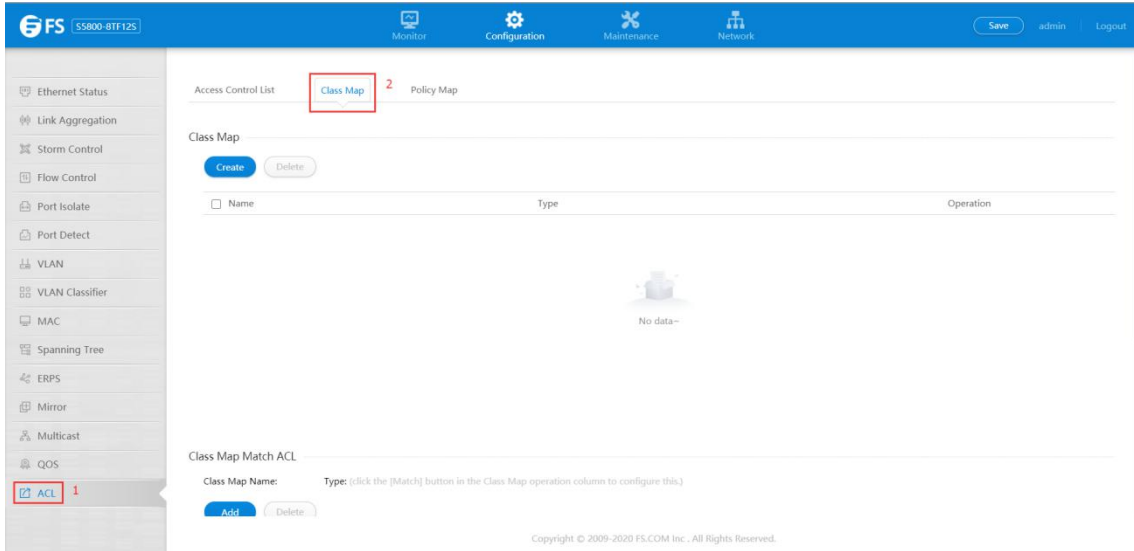 FS S5800-8TF12S
Monitor Configuration Maintenance Network
Save admin Logout
Ethernet Status
Link Aggregation
Storm Control
Flow Control
Port Isolate
Port Detect
VLAN
VLAN Classifier
MAC
Spanning Tree
ERPS
Mirror
Multicast
QOS
ACL 1
Access Control List Class Map 2 Policy Map
Class Map
Create Delete
Name Type Operation
No data~
Class Map Match ACL
Class Map Name: Type: (click the [Match] button in the Class Map operation column to configure this.)
Add Delete
Copyright © 2009-2020 FS.COM Inc . All Rights Reserved.